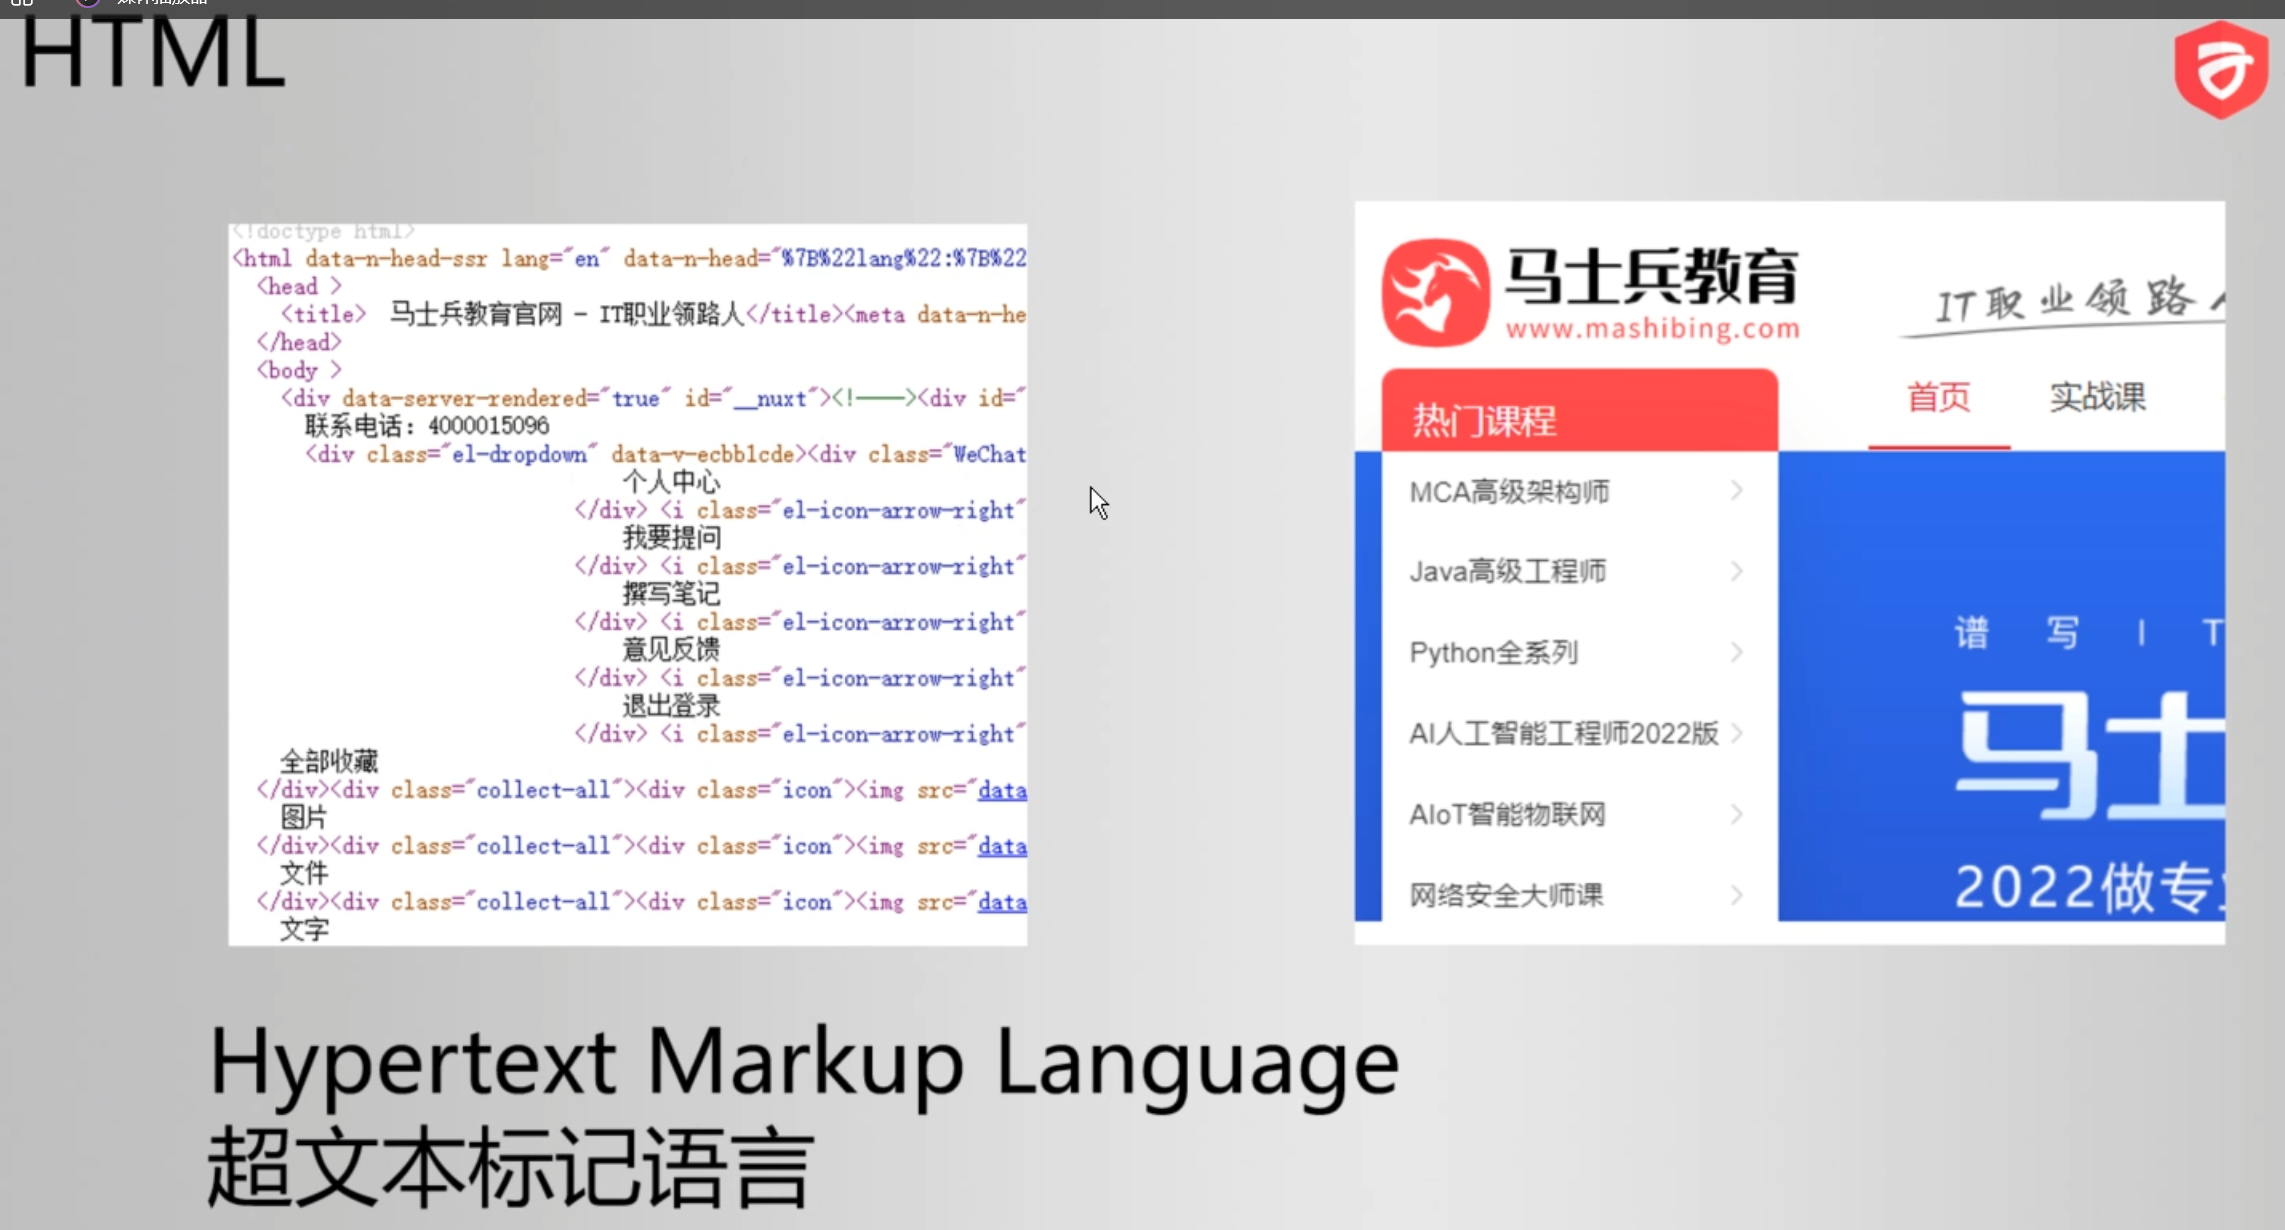 媒体播放器
HTML
<!doctype html>
<html data-n-head-ssr lang="en" data-n-head="%7B%22lang%22:%7B%22
<head >
<title> 马士兵教育官网 - IT职业领路人</title><meta data-n-he
</head>
<body >
<div data-server-rendered="true" id="__nuxt"><!----><div id="
联系电话：4000015096
<div class="el-dropdown" data-v-ecbb1cde><div class="WeChat
个人中心
</div> <i class="el-icon-arrow-right"
我要提问
</div> <i class="el-icon-arrow-right"
撰写笔记
</div> <i class="el-icon-arrow-right"
意见反馈
</div> <i class="el-icon-arrow-right"
退出登录
</div> <i class="el-icon-arrow-right"
全部收藏
</div><div class="collect-all"><div class="icon"><img src="data
图片
</div><div class="collect-all"><div class="icon"><img src="data
文件
</div><div class="collect-all"><div class="icon"><img src="data
文字
马士兵教育
www.mashibing.com
IT职业领路
热门课程
首页 实战课
MCA高级架构师
Java高级工程师
Python全系列
AI人工智能工程师2022版
AIoT智能物联网
网络安全大师课
谱 写 I T
马士
2022做专
Hypertext Markup Language
超文本标记语言